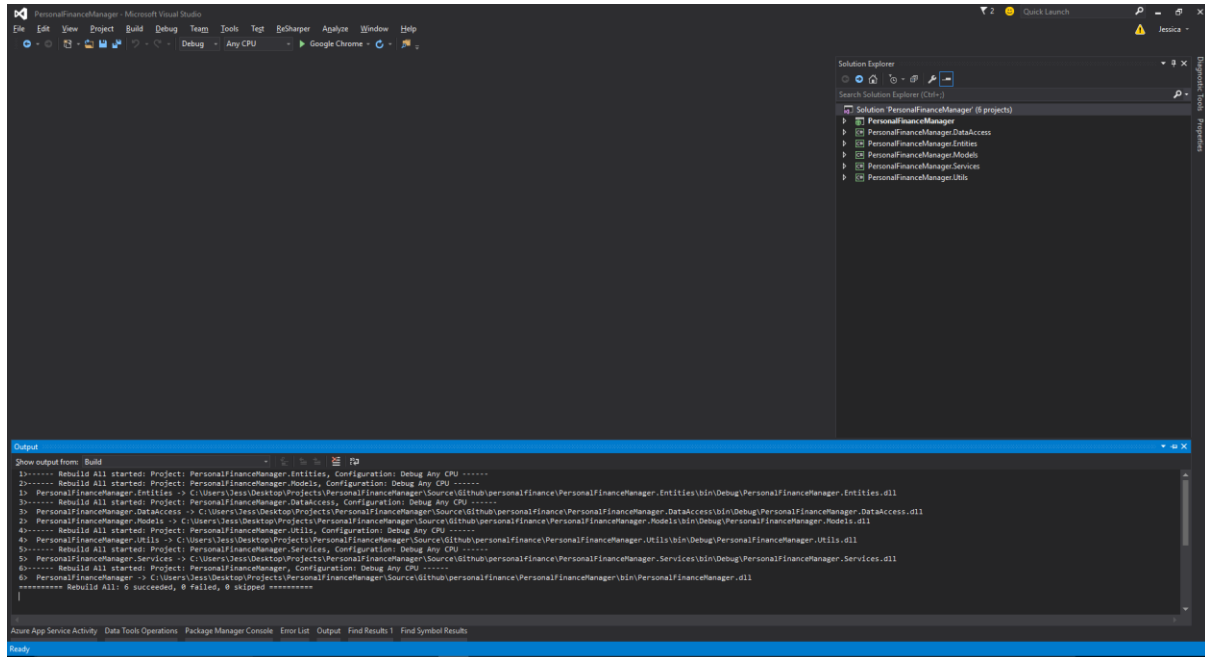 PersonalFinanceManager - Microsoft Visual Studio
2 Quick Launch
File Edit View Project Build Debug Team Tools Test ReSharper Analyze Window Help
Jessica
Debug Any CPU Google Chrome
Solution Explorer
Search Solution Explorer (Ctrl+;)
Solution 'PersonalFinanceManager' (6 projects)
PersonalFinanceManager
PersonalFinanceManager.DataAccess
PersonalFinanceManager.Entities
PersonalFinanceManager.Models
PersonalFinanceManager.Services
PersonalFinanceManager.Utils
Diagnostic Tools
Properties
Output
Show output from: Build
1>------ Rebuild All started: Project: PersonalFinanceManager.Entities, Configuration: Debug Any CPU ------
2>------ Rebuild All started: Project: PersonalFinanceManager.Models, Configuration: Debug Any CPU ------
1> PersonalFinanceManager.Entities -> C:\Users\Jess\Desktop\Projects\PersonalFinanceManager\Source\Github\personalfinance\PersonalFinanceManager.Entities\bin\Debug\PersonalFinanceManager.Entities.dll
3>------ Rebuild All started: Project: PersonalFinanceManager.DataAccess, Configuration: Debug Any CPU ------
3> PersonalFinanceManager.DataAccess -> C:\Users\Jess\Desktop\Projects\PersonalFinanceManager\Source\Github\personalfinance\PersonalFinanceManager.DataAccess\bin\Debug\PersonalFinanceManager.DataAccess.dll
2> PersonalFinanceManager.Models -> C:\Users\Jess\Desktop\Projects\PersonalFinanceManager\Source\Github\personalfinance\PersonalFinanceManager.Models\bin\Debug\PersonalFinanceManager.Models.dll
4>------ Rebuild All started: Project: PersonalFinanceManager.Utils, Configuration: Debug Any CPU ------
4> PersonalFinanceManager.Utils -> C:\Users\Jess\Desktop\Projects\PersonalFinanceManager\Source\Github\personalfinance\PersonalFinanceManager.Utils\bin\Debug\PersonalFinanceManager.Utils.dll
5>------ Rebuild All started: Project: PersonalFinanceManager.Services, Configuration: Debug Any CPU ------
5> PersonalFinanceManager.Services -> C:\Users\Jess\Desktop\Projects\PersonalFinanceManager\Source\Github\personalfinance\PersonalFinanceManager.Services\bin\Debug\PersonalFinanceManager.Services.dll
6>------ Rebuild All started: Project: PersonalFinanceManager, Configuration: Debug Any CPU ------
6> PersonalFinanceManager -> C:\Users\Jess\Desktop\Projects\PersonalFinanceManager\Source\Github\personalfinance\PersonalFinanceManager\bin\PersonalFinanceManager.dll
========== Rebuild All: 6 succeeded, 0 failed, 0 skipped ==========
Azure App Service Activity Data Tools Operations Package Manager Console Error List Output Find Results 1 Find Symbol Results
Ready